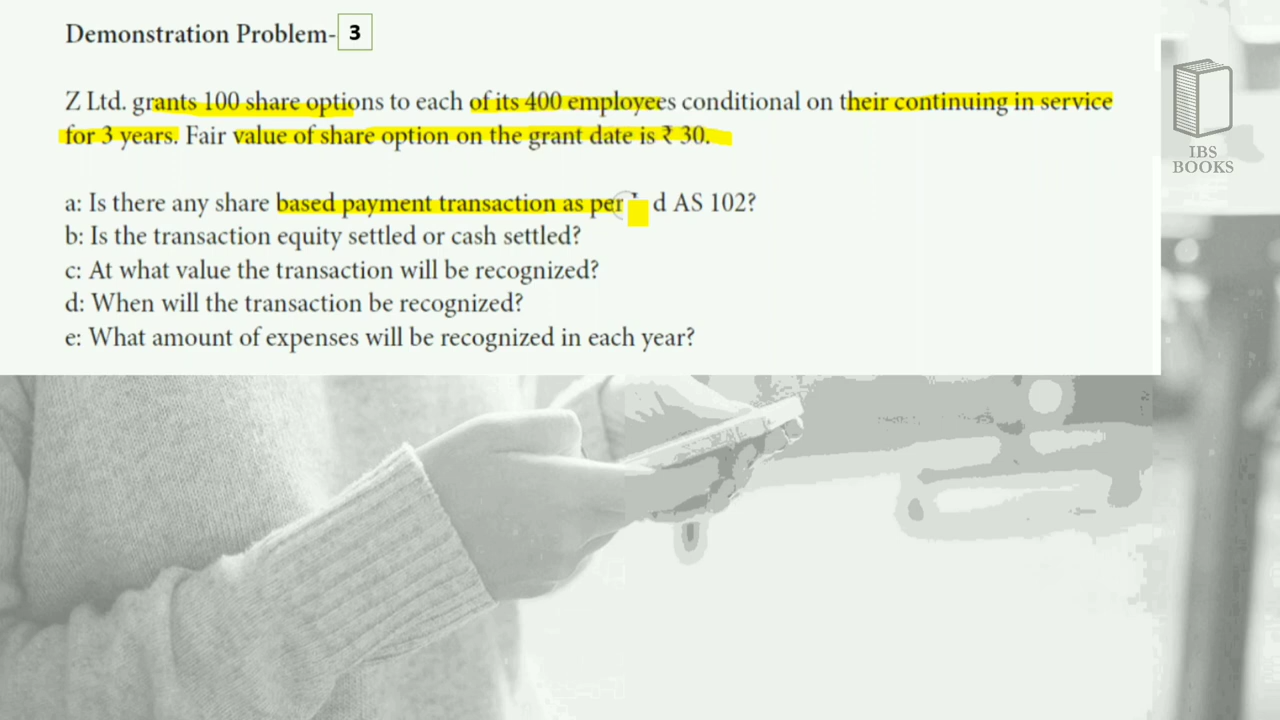 Demonstration Problem- 3
Z Ltd. grants 100 share options to each of its 400 employees conditional on their continuing in service
for 3 years. Fair value of share option on the grant date is ₹ 30.
a: Is there any share based payment transaction as per d AS 102?
b: Is the transaction equity settled or cash settled?
c: At what value the transaction will be recognized?
d: When will the transaction be recognized?
e: What amount of expenses will be recognized in each year?
IBS
BOOKS